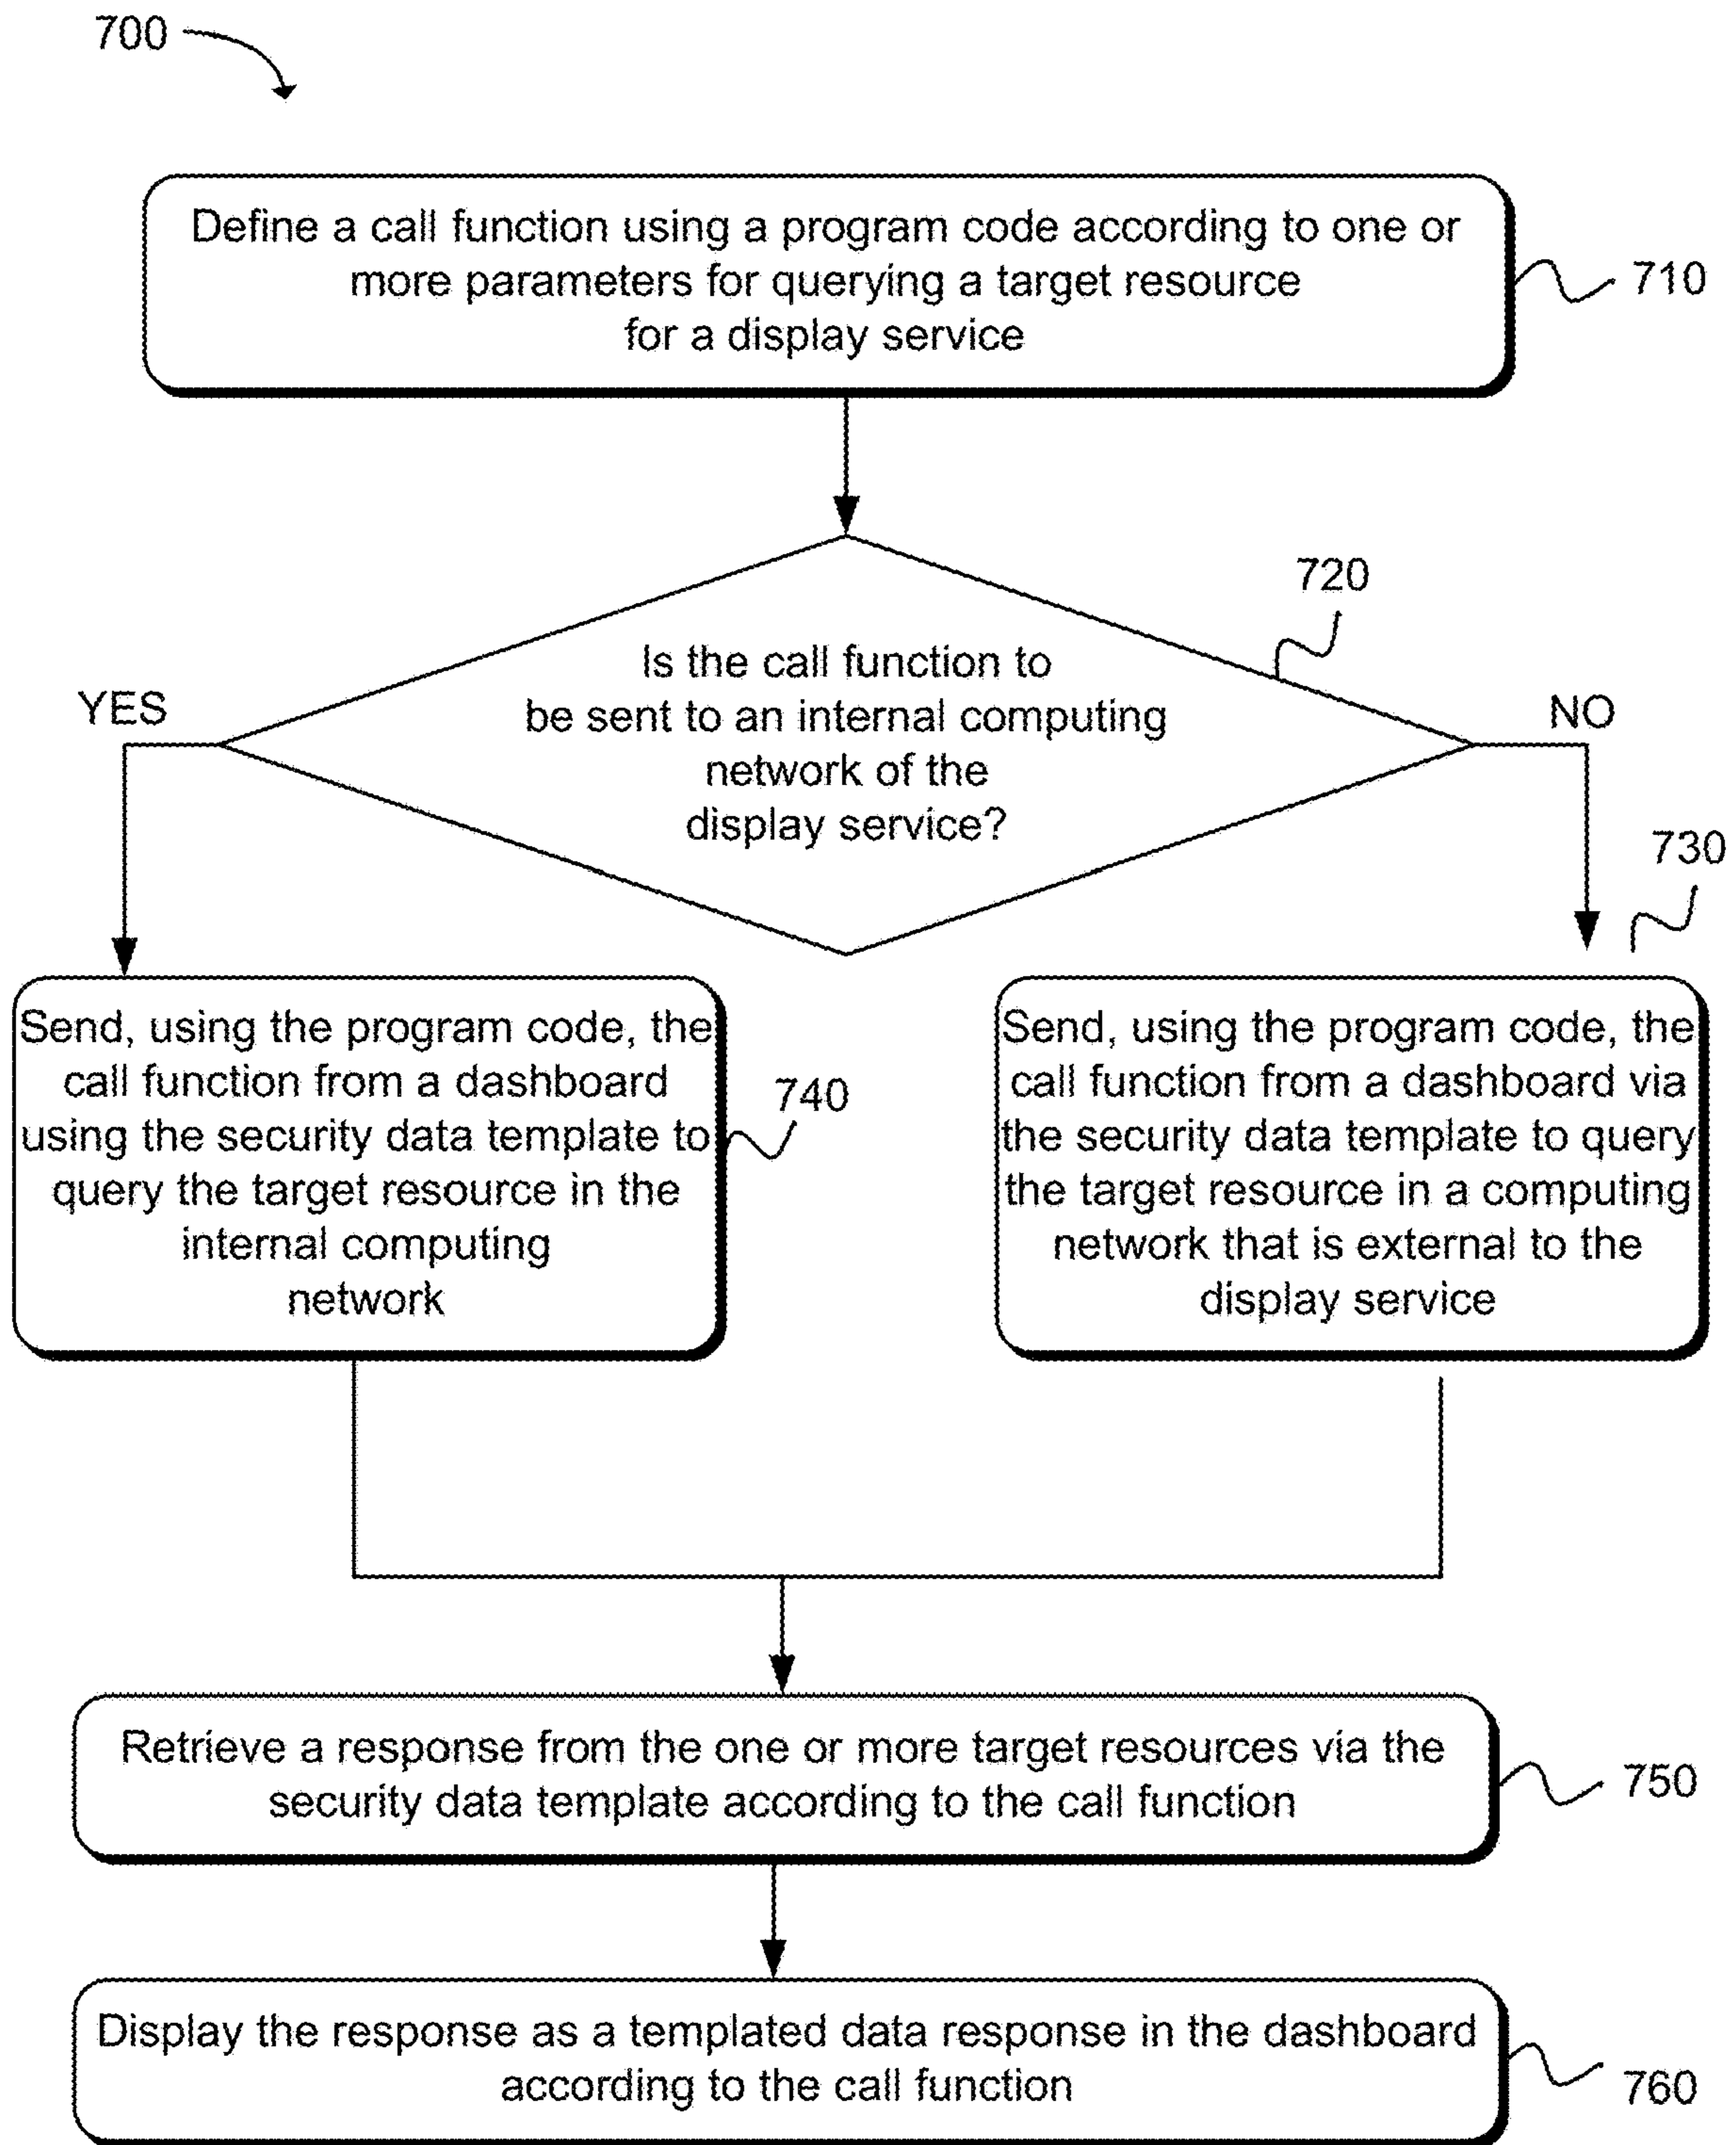 700
Define a call function using a program code according to one or
more parameters for querying a target resource
for a display service
710
720
Is the call function to
be sent to an internal computing
network of the
display service?
YES
NO
730
Send, using the program code, the
call function from a dashboard
using the security data template to
query the target resource in the
internal computing
network
740
Send, using the program code, the
call function from a dashboard via
the security data template to query
the target resource in a computing
network that is external to the
display service
Retrieve a response from the one or more target resources via the
security data template according to the call function
750
Display the response as a templated data response in the dashboard
according to the call function
760